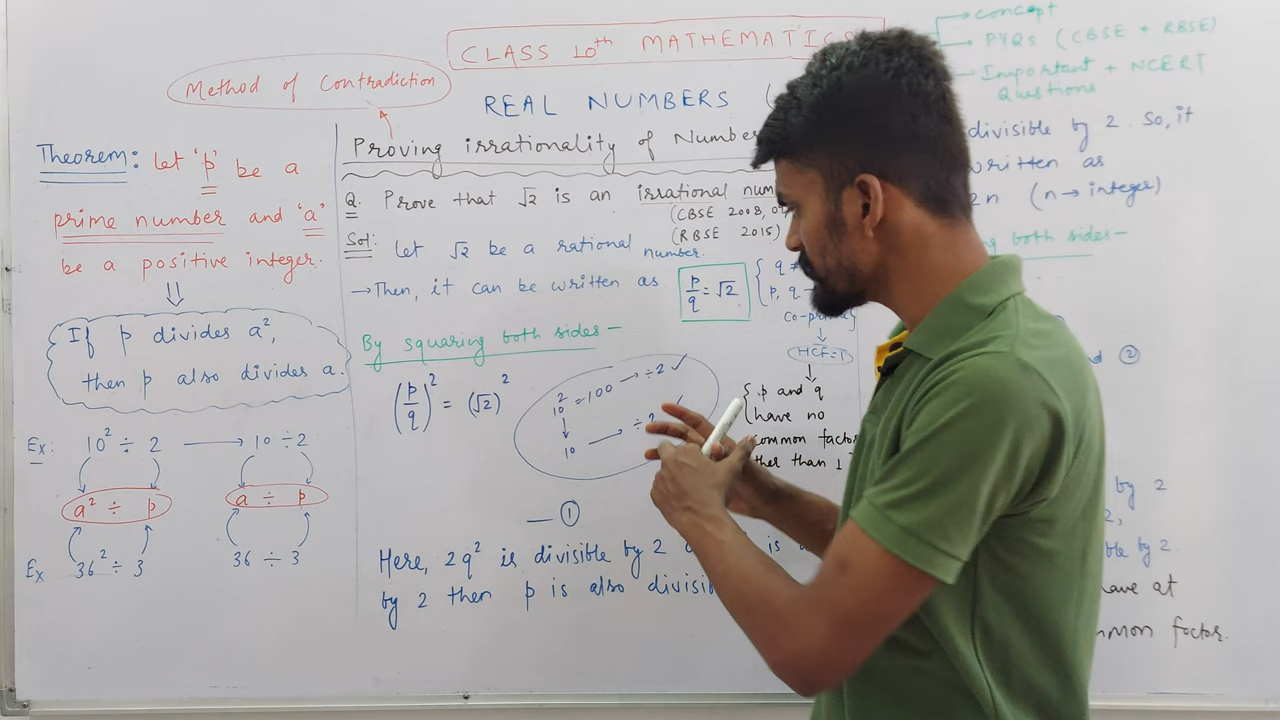 CLASS 10th MATHEMATICS
concept
PYQs (CBSE + RBSE)
Important + NCERT
Qustions
Method of Contradiction
REAL NUMBERS (
Theorem: let 'p' be a
prime number and 'a'
be a positive integer.
⇓
If p divides a²,
then p also divides a.
Ex: 10² ÷ 2 → 10 ÷ 2
a² ÷ p a ÷ p
Ex 36² ÷ 3 36 ÷ 3
Proving irrationality of Number
Q. Prove that √2 is an irrational num
(CBSE 2008,
(RBSE 2015)
Sol: let √2 be a rational number.
→ Then, it can be written as p/q = √2 { q
{ p, q
co-primes
↓
HCF=1
↓
{ p and q
have no
common factor
ther than 1
By squaring both sides —
(p/q)² = (√2)²
10² = 100 → ÷2 ✓
↓
10 → ÷2
— ①
Here, 2q² is divisible by 2 is
by 2 then p is also divisi
divisible by 2. So, it
written as
2n (n → integer)
ng both sides —
②
by 2
2,
ble by 2.
ave at
mmon factor.